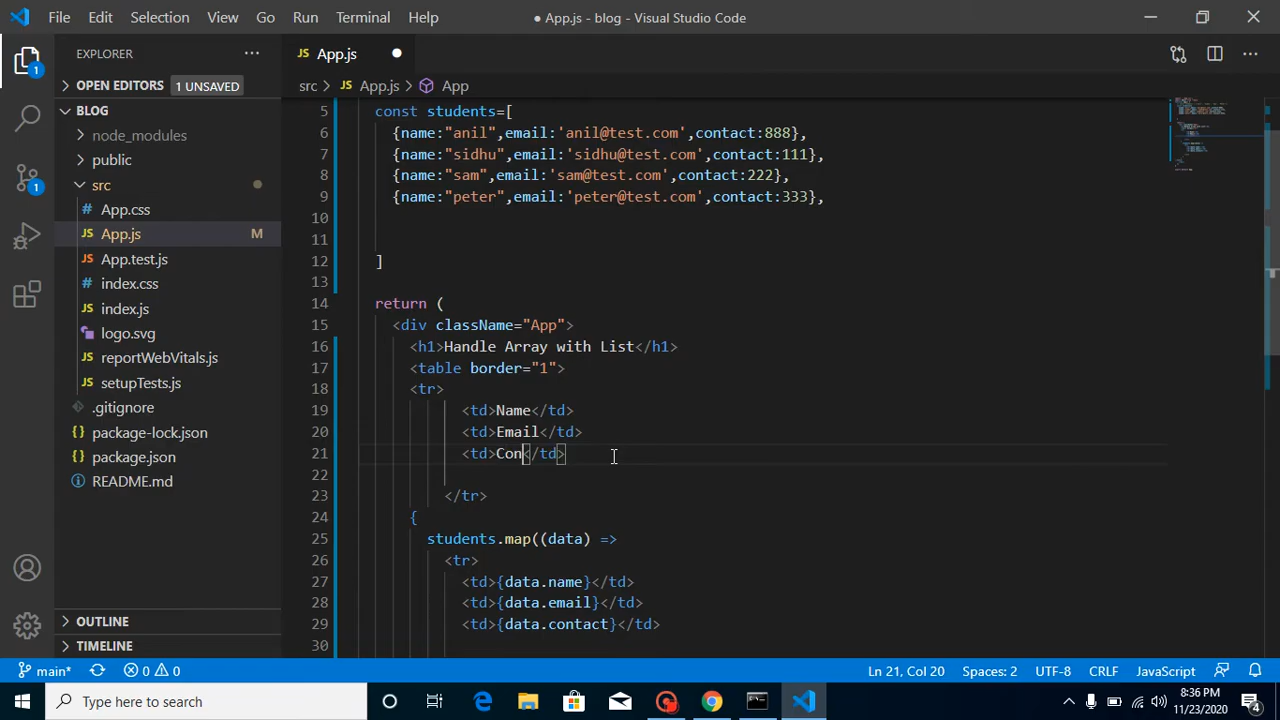 File Edit Selection View Go Run Terminal Help
● App.js - blog - Visual Studio Code
EXPLORER
JS App.js
OPEN EDITORS 1 UNSAVED
src > JS App.js > App
BLOG
node_modules
public
src
App.css
JS App.js M
JS App.test.js
index.css
JS index.js
logo.svg
JS reportWebVitals.js
JS setupTests.js
.gitignore
{} package-lock.json
{} package.json
README.md
OUTLINE
TIMELINE
1
1
5 const students=[
6 {name:"anil",email:'anil@test.com',contact:888},
7 {name:"sidhu",email:'sidhu@test.com',contact:111},
8 {name:"sam",email:'sam@test.com',contact:222},
9 {name:"peter",email:'peter@test.com',contact:333},
10
11
12 ]
13
14 return (
15 <div className="App">
16 <h1>Handle Array with List</h1>
17 <table border="1">
18 <tr>
19 <td>Name</td>
20 <td>Email</td>
21 <td>Con</td>
22
23 </tr>
24 {
25 students.map((data) =>
26 <tr>
27 <td>{data.name}</td>
28 <td>{data.email}</td>
29 <td>{data.contact}</td>
30
main* 0 0 Ln 21, Col 20 Spaces: 2 UTF-8 CRLF JavaScript
Type here to search
8:36 PM
11/23/2020
4